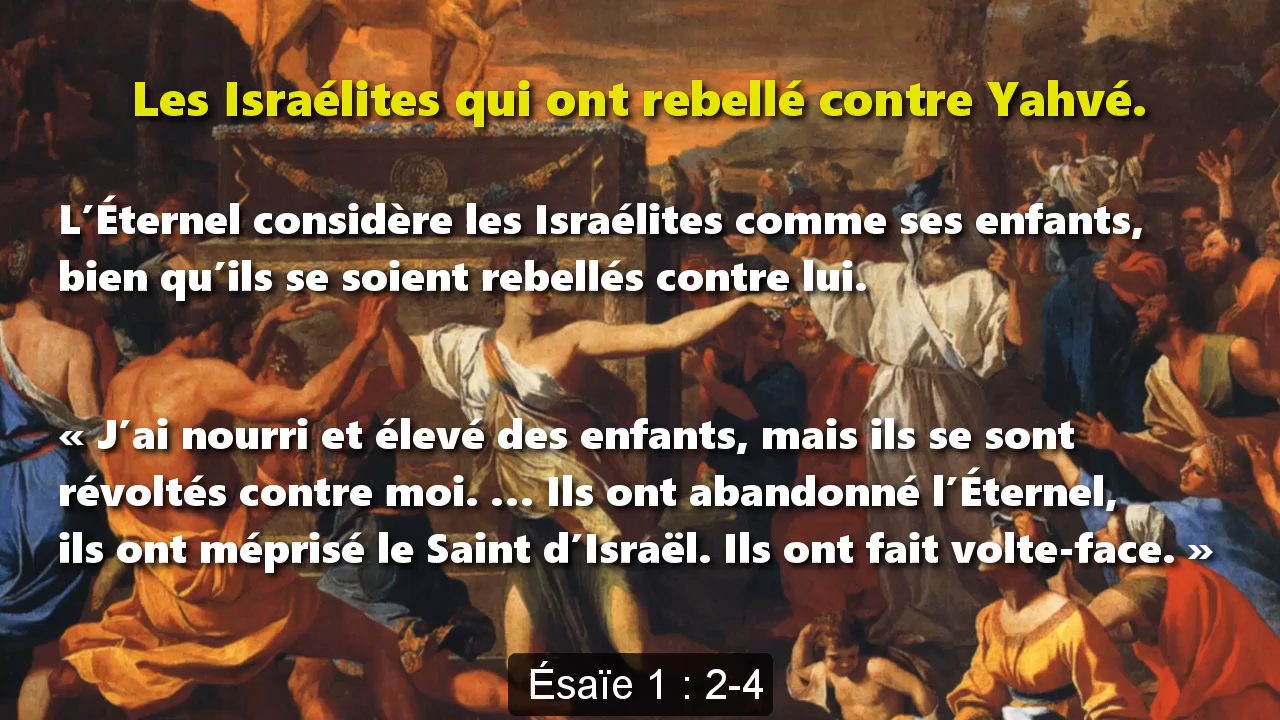 Les Israélites qui ont rebellé contre Yahvé.
L’Éternel considère les Israélites comme ses enfants,
bien qu’ils se soient rebellés contre lui.
« J’ai nourri et élevé des enfants, mais ils se sont
révoltés contre moi. … Ils ont abandonné l’Éternel,
ils ont méprisé le Saint d’Israël. Ils ont fait volte-face. »
Ésaïe 1 : 2-4